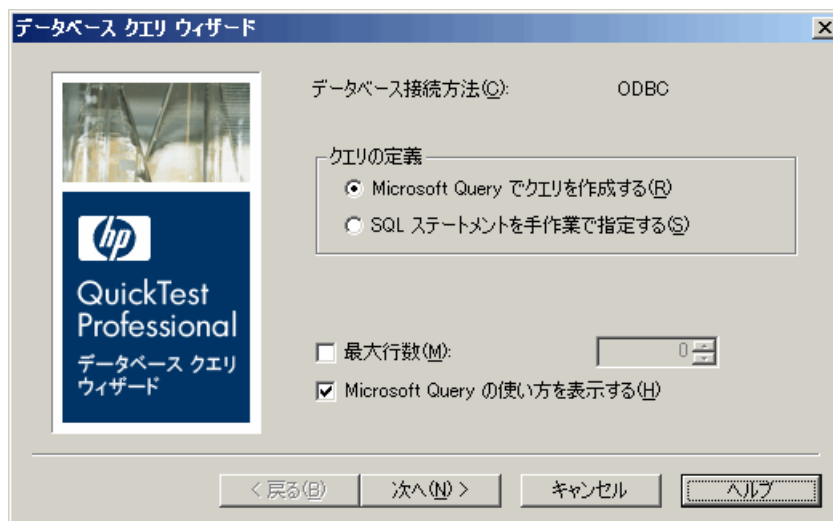 データベース クエリ ウィザード
データベース接続方法(C): ODBC
クエリの定義
Microsoft Query でクエリを作成する(R)
SQL ステートメントを手作業で指定する(S)
hp
QuickTest
Professional
データベース クエリ
ウィザード
最大行数(M): 0
Microsoft Query の使い方を表示する(H)
< 戻る(B) 次へ(N) > キャンセル ヘルプ